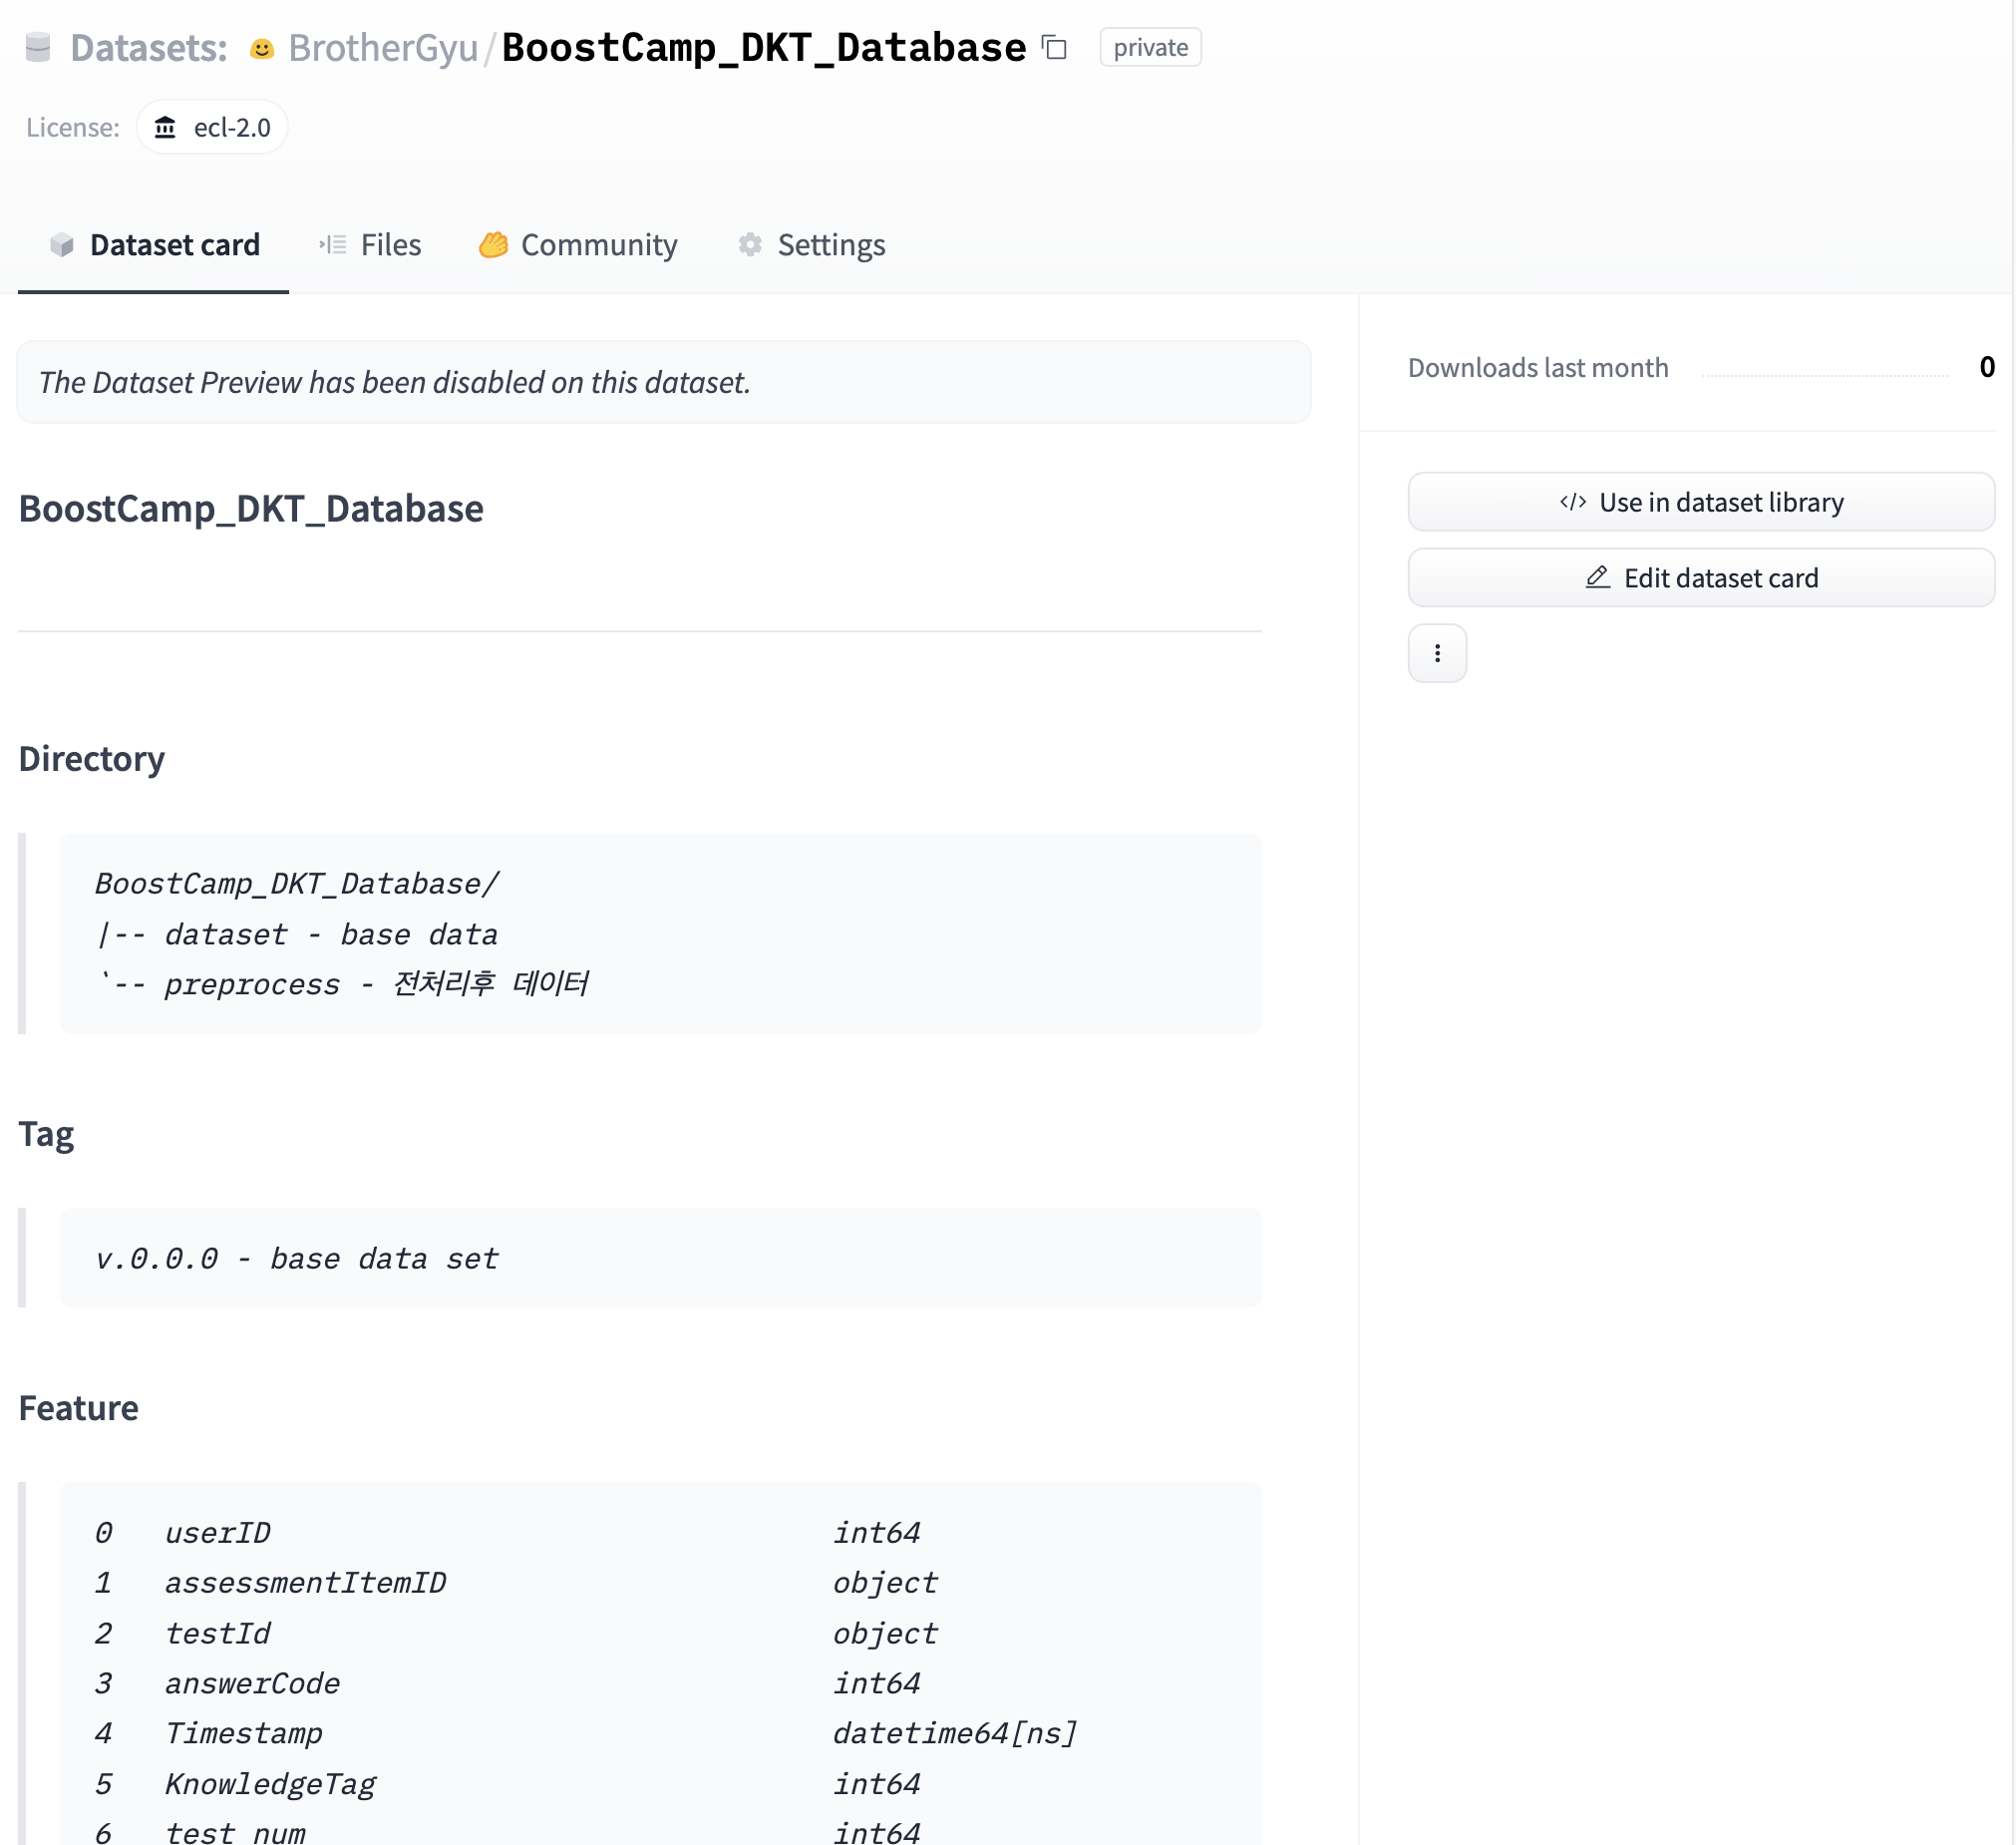 Datasets: BrotherGyu/BoostCamp_DKT_Database private
License: ecl-2.0
Dataset card Files Community Settings
The Dataset Preview has been disabled on this dataset.
Downloads last month 0
Use in dataset library
Edit dataset card
BoostCamp_DKT_Database
Directory
BoostCamp_DKT_Database/
|-- dataset - base data
`-- preprocess - 전처리후 데이터
Tag
v.0.0.0 - base data set
Feature
0 userID int64
1 assessmentItemID object
2 testId object
3 answerCode int64
4 Timestamp datetime64[ns]
5 KnowledgeTag int64
6 test_num int64